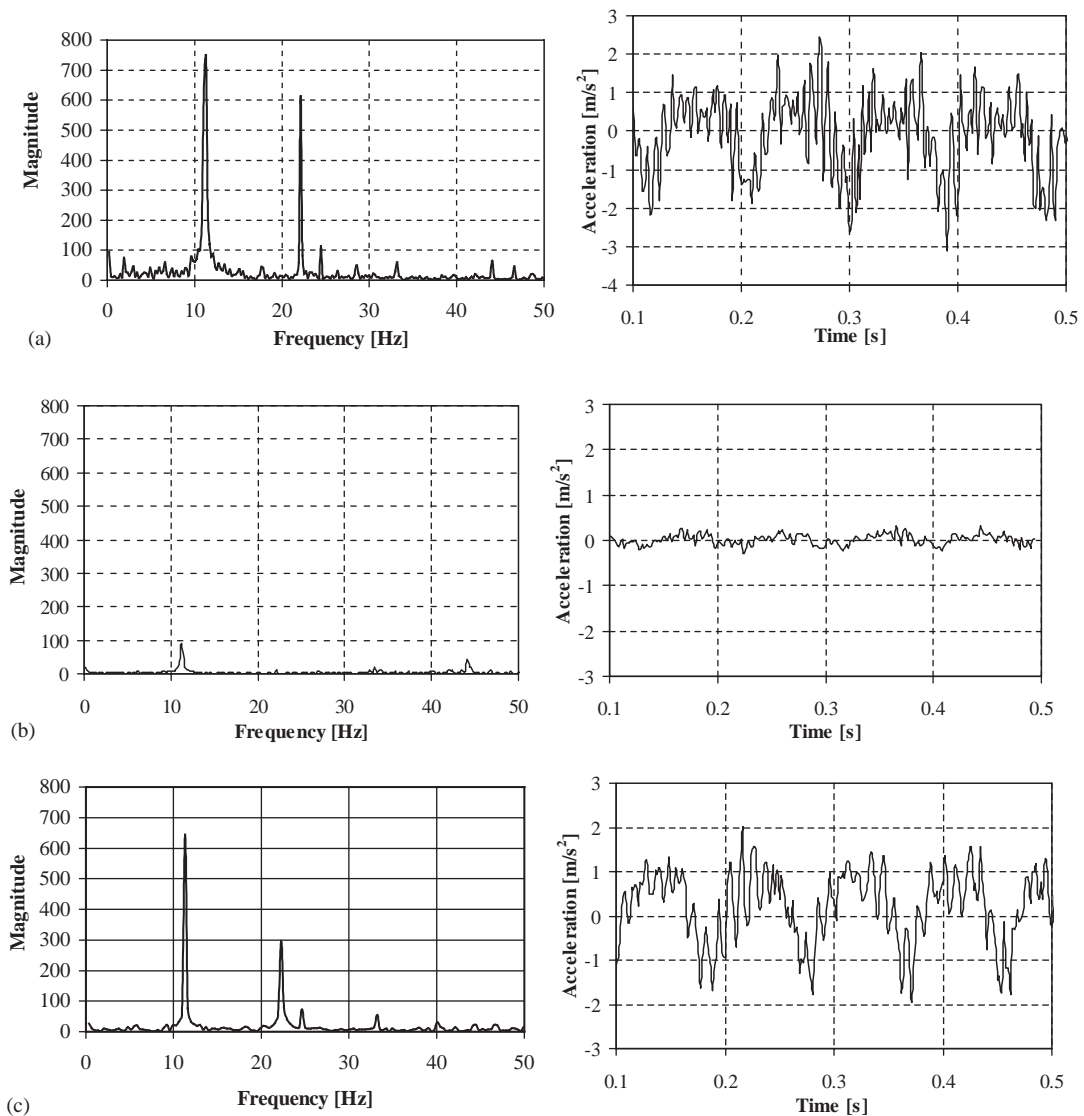 800
700
600
500
400
300
200
100
0
Magnitude
0 10 20 30 40 50
Frequency [Hz]
(a)
3
2
1
0
-1
-2
-3
-4
Acceleration [m/s²]
0.1 0.2 0.3 0.4 0.5
Time [s]
800
700
600
500
400
300
200
100
0
Magnitude
0 10 20 30 40 50
Frequency [Hz]
(b)
3
2
1
0
-1
-2
-3
Acceleration [m/s²]
0.1 0.2 0.3 0.4 0.5
Time [s]
800
700
600
500
400
300
200
100
0
Magnitude
0 10 20 30 40 50
Frequency [Hz]
(c)
3
2
1
0
-1
-2
-3
Acceleration [m/s²]
0.1 0.2 0.3 0.4 0.5
Time [s]